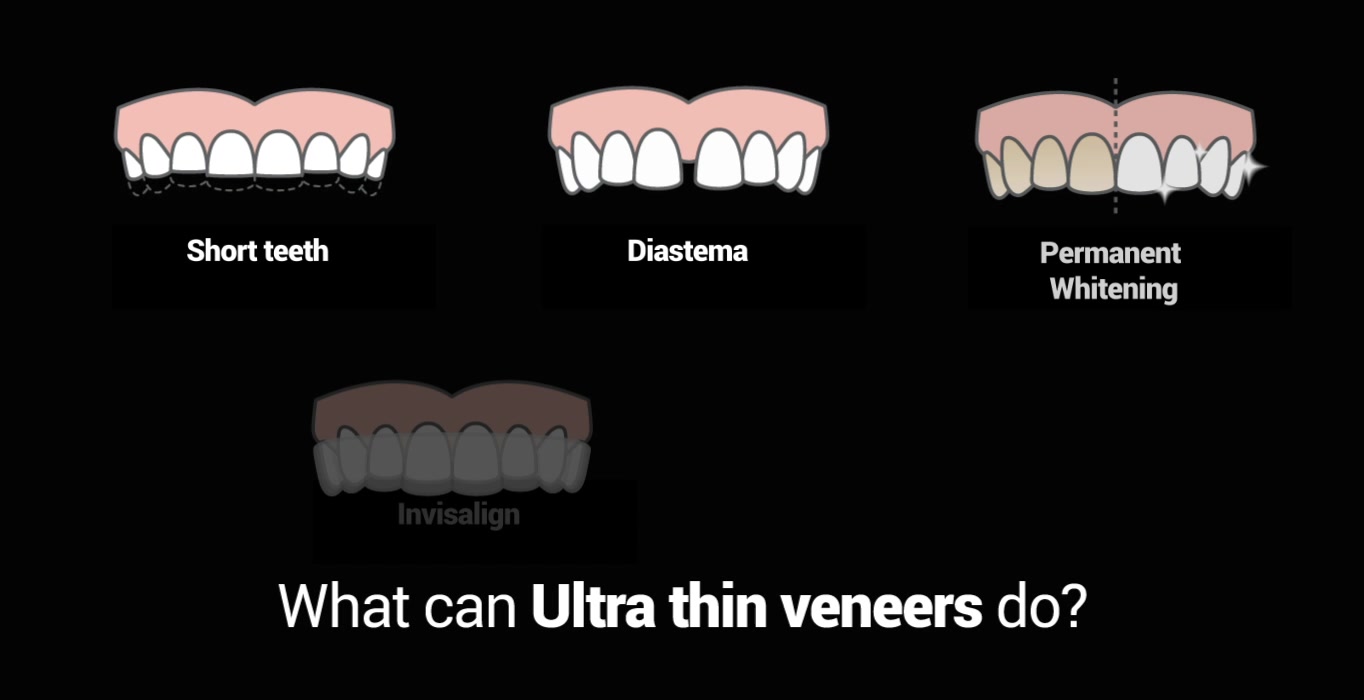 Short teeth
Diastema
Permanent
Whitening
Invisalign
What can Ultra thin veneers do?